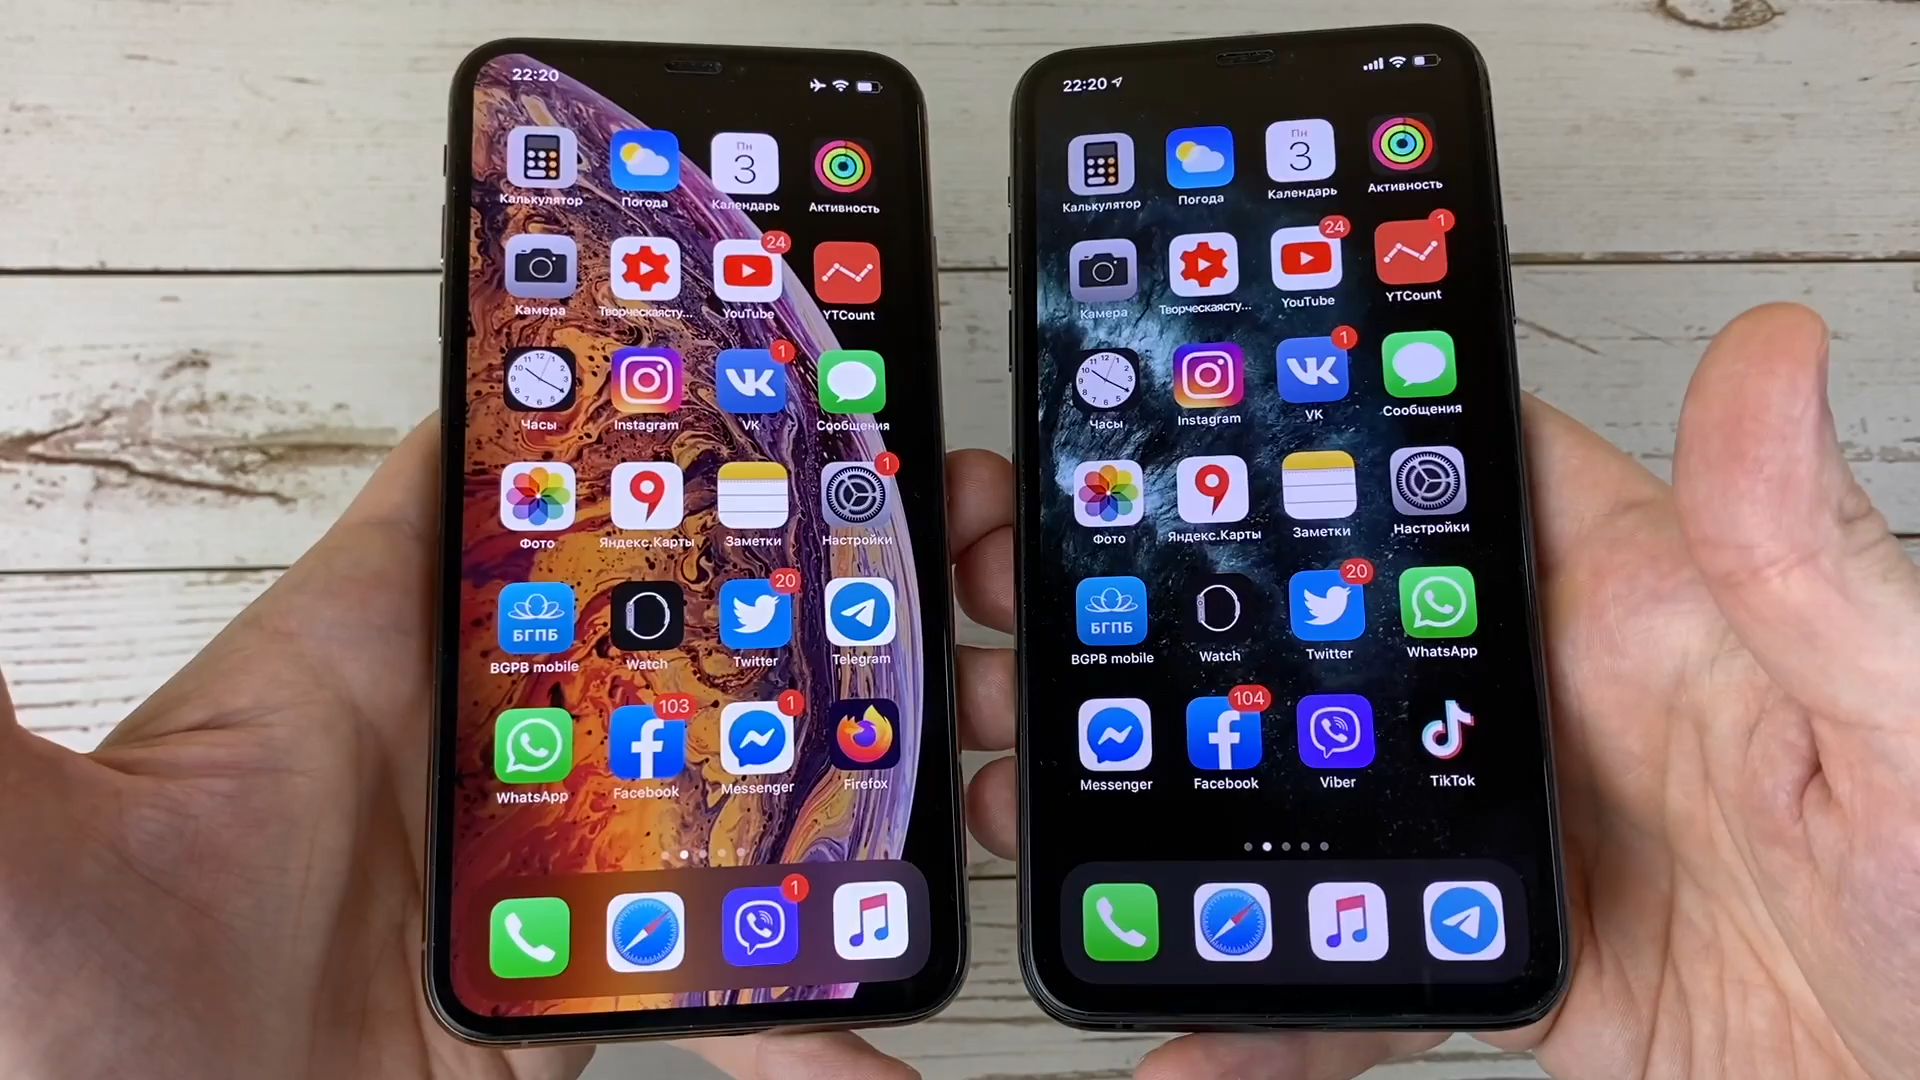 22:20
Пн
3
Калькулятор Погода Календарь Активность
24
Камера Творческаясту... YouTube YTCount
1
Часы Instagram VK Сообщения
1
Фото Яндекс.Карты Заметки Настройки
20
БГПБ
BGPB mobile Watch Twitter Telegram
103 1
WhatsApp Facebook Messenger Firefox
1
22:20
Пн
3
Калькулятор Погода Календарь Активность
24 1
Камера Творческаясту... YouTube YTCount
1
Часы Instagram VK Сообщения
Фото Яндекс.Карты Заметки Настройки
20
БГПБ
BGPB mobile Watch Twitter WhatsApp
104
Messenger Facebook Viber TikTok